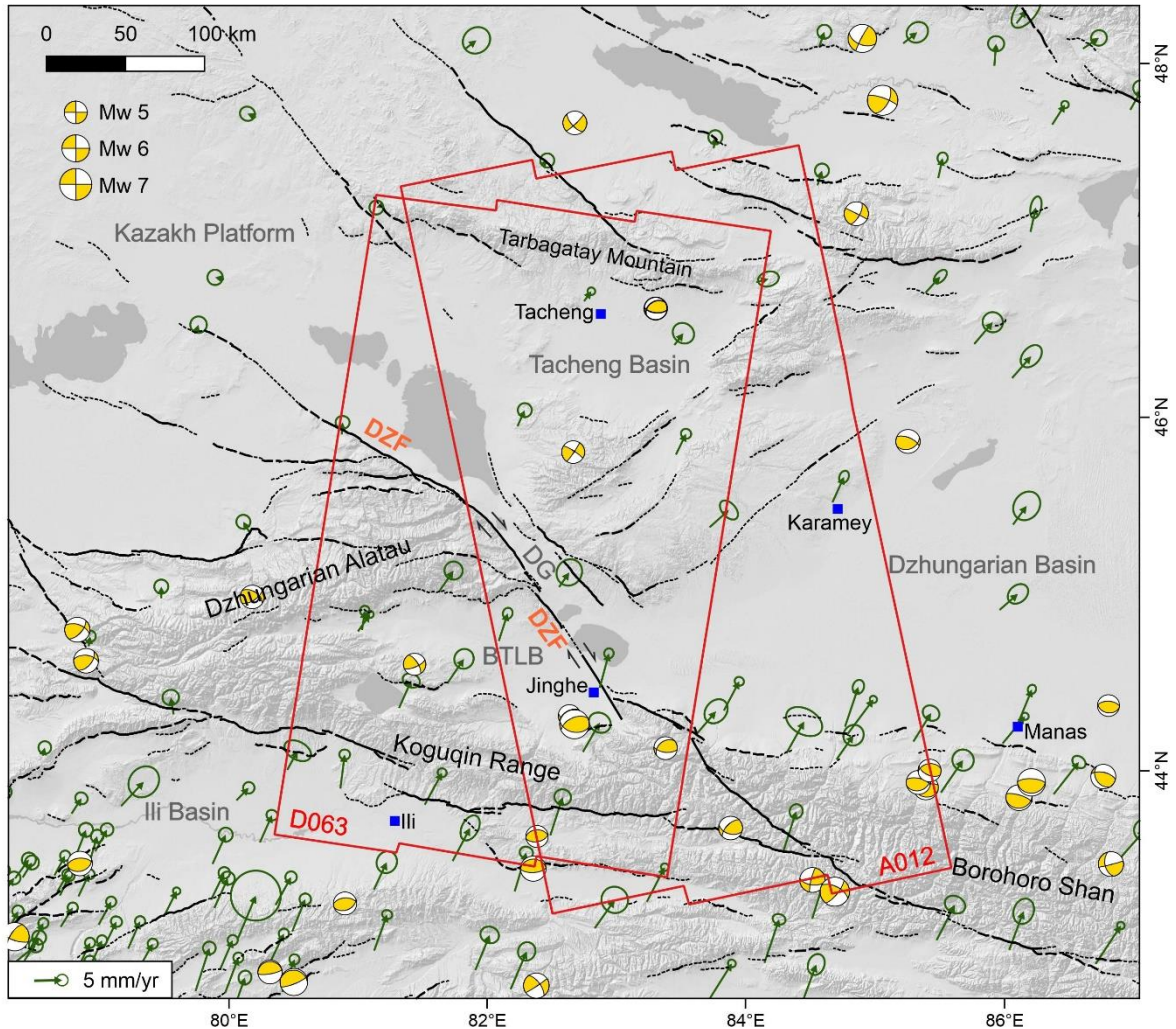 0 50 100 km
Mw 5
Mw 6
Mw 7
48°N
Kazakh Platform
Tarbagatay Mountain
Tacheng
Tacheng Basin
46°N
DZF
Karamey
DG
Dzhungarian Basin
Dzhungarian Alatau
DZF
BTLB
Jinghe
Manas
Koguqin Range
44°N
Ili Basin
D063
Ili
A012
Borohoro Shan
5 mm/yr
80°E 82°E 84°E 86°E